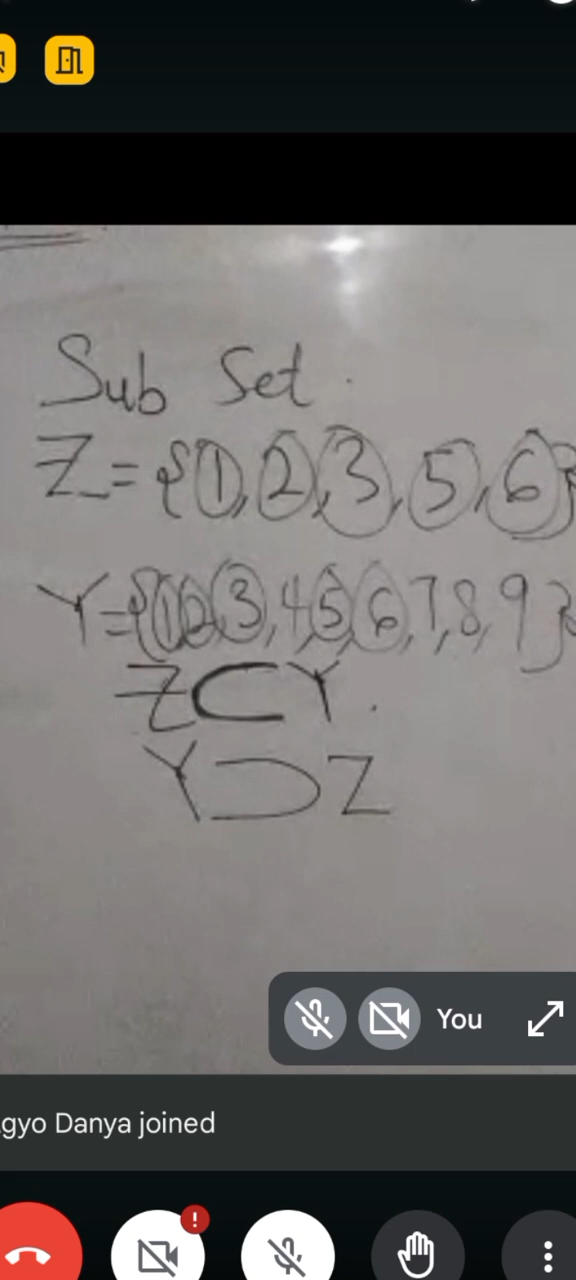 Sub Set.
Z={1,2,3,5,6}
Y={1,2,3,4,5,6,7,8,9}
Z⊂Y.
Y⊃Z
You
gyo Danya joined
!